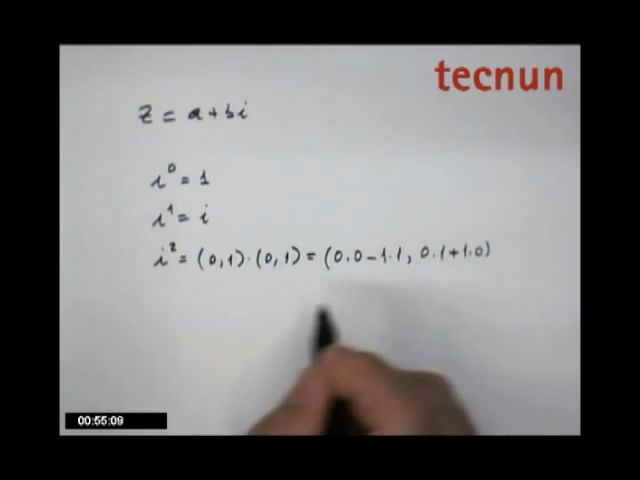 tecnun
z = a + bi
i⁰ = 1
i¹ = i
i² = (0,1)·(0,1) = (0.0 – 1.1, 0.1 + 1.0)
00:55:09